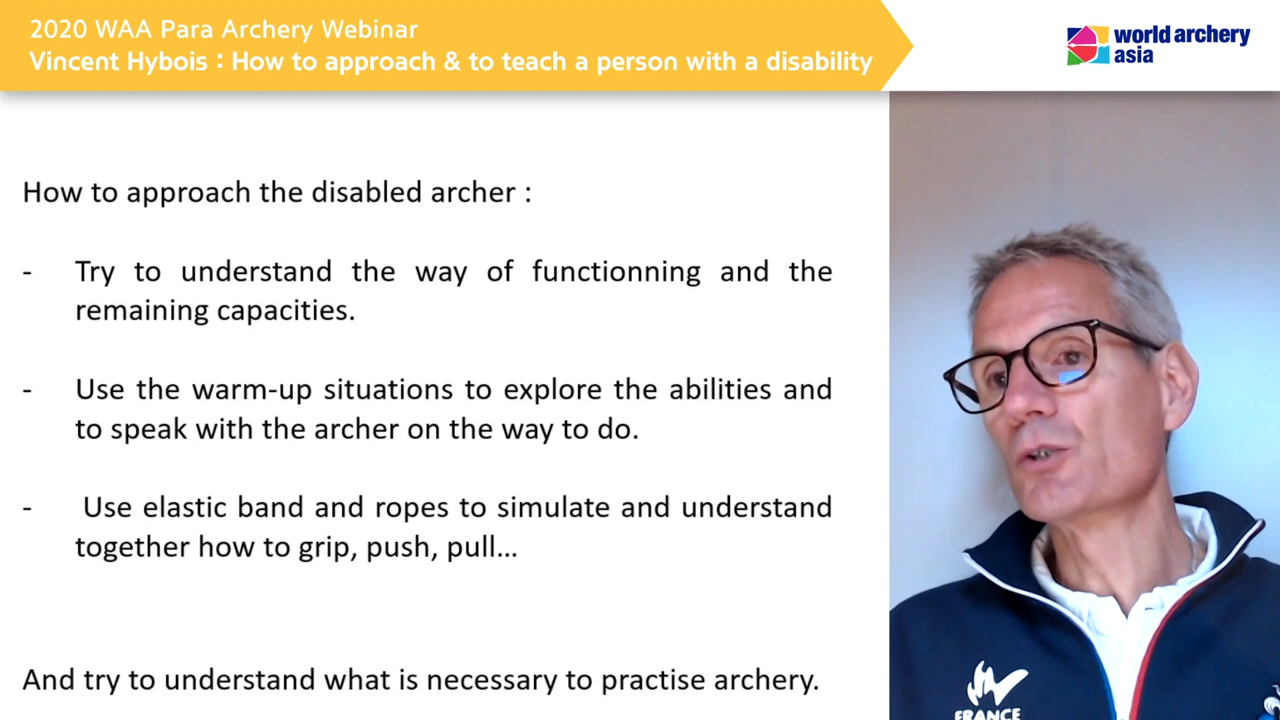 2020 WAA Para Archery Webinar
Vincent Hybois : How to approach & to teach a person with a disability
world archery
asia
How to approach the disabled archer :
- Try to understand the way of functionning and the
remaining capacities.
- Use the warm-up situations to explore the abilities and
to speak with the archer on the way to do.
- Use elastic band and ropes to simulate and understand
together how to grip, push, pull...
And try to understand what is necessary to practise archery.
FRANCE